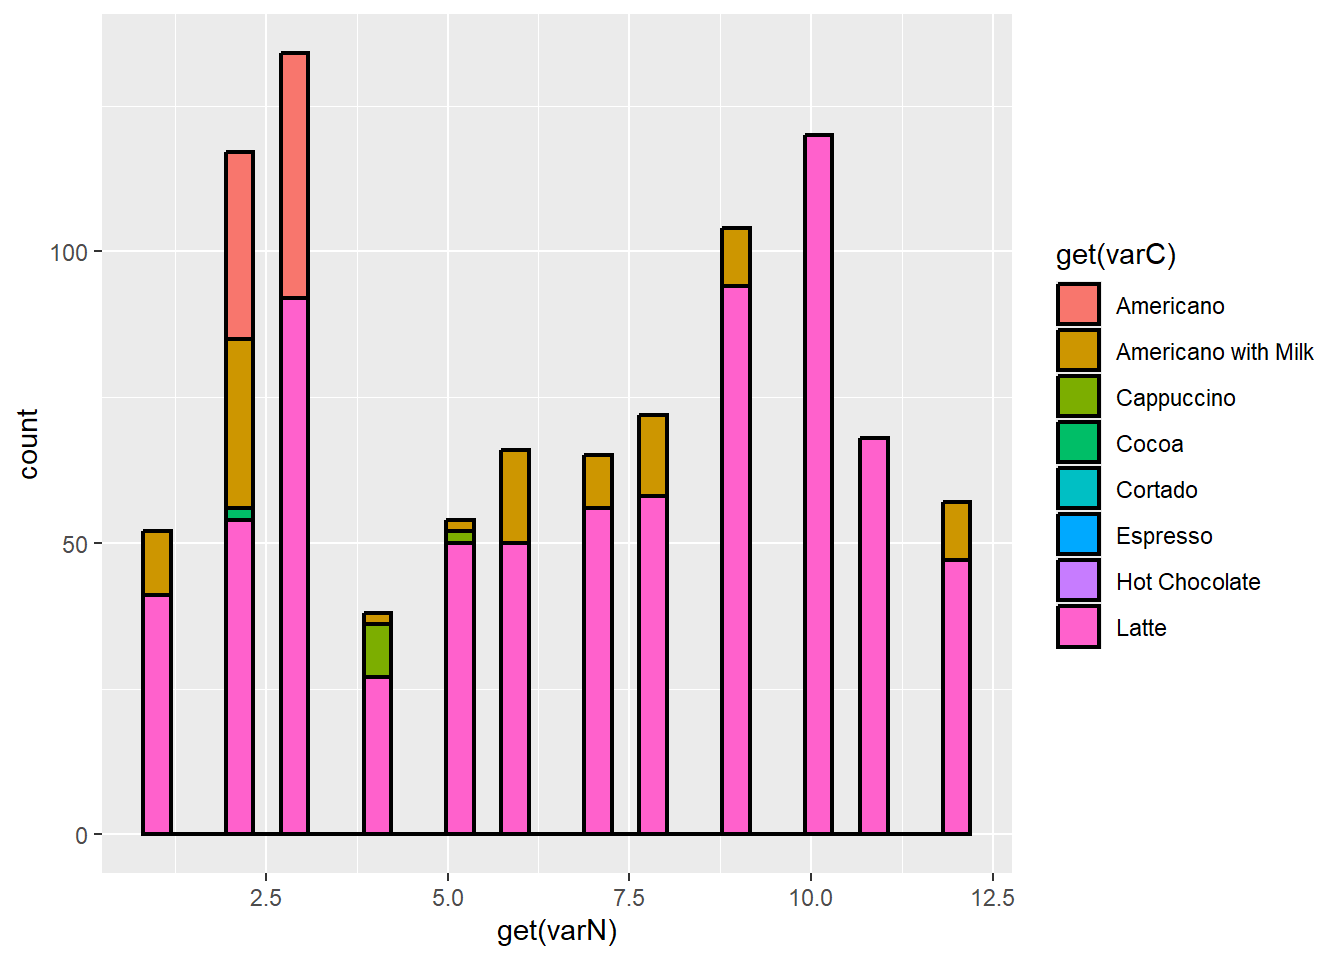 100
50
0
count
2.5 5.0 7.5 10.0 12.5
get(varN)
get(varC)
Americano
Americano with Milk
Cappuccino
Cocoa
Cortado
Espresso
Hot Chocolate
Latte